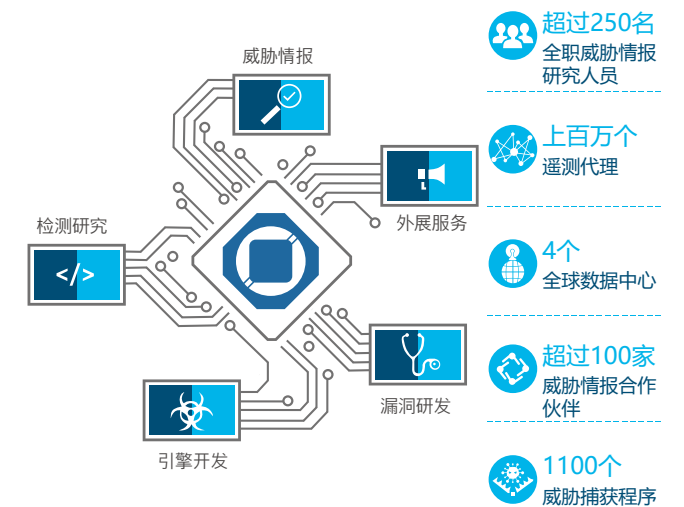 威胁情报
外展服务
检测研究
</>
漏洞研发
引擎开发
超过250名
全职威胁情报
研究人员
上百万个
遥测代理
4个
全球数据中心
超过100家
威胁情报合作
伙伴
1100个
威胁捕获程序